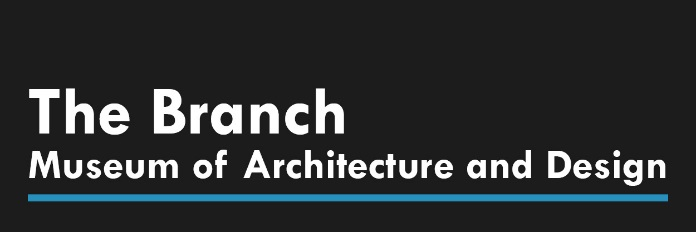 The Branch
Museum of Architecture and Design